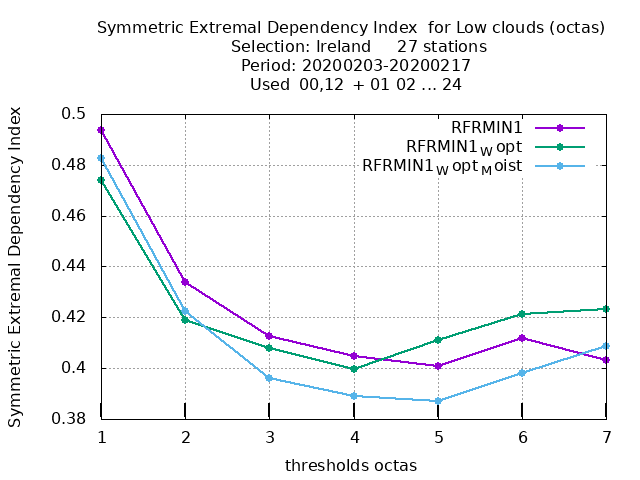 Symmetric Extremal Dependency Index  for Low clouds (octas)
Selection: Ireland     27 stations
Period: 20200203-20200217
Used  00,12  + 01 02 ... 24
Symmetric Extremal Dependency Index
0.5
0.48
0.46
0.44
0.42
0.4
0.38
RFRMIN1
RFRMIN1Wopt
RFRMIN1WoptMoist
1 2 3 4 5 6 7
thresholds octas